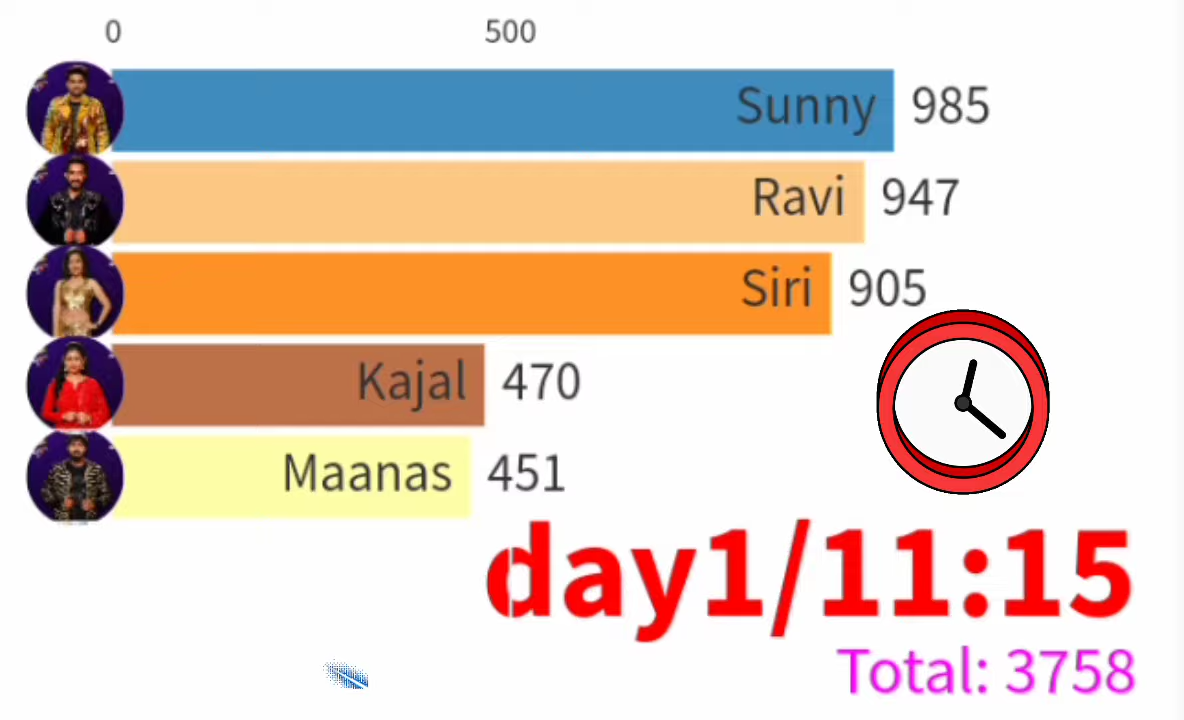 0 500
Sunny 985
Ravi 947
Siri 905
Kajal 470
Maanas 451
day1/11:15
Total: 3758